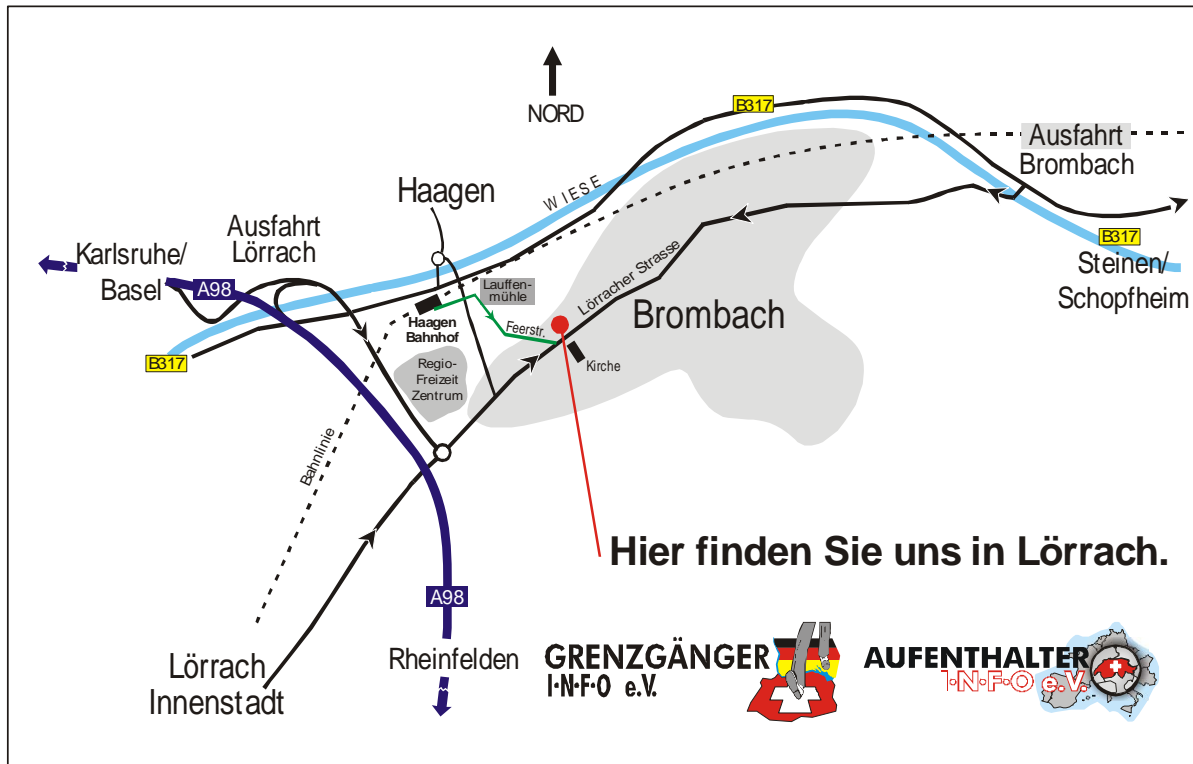 NORD
B317
Ausfahrt
Brombach
Haagen
WIESE
Ausfahrt
Lörrach
Karlsruhe/
Basel
A98
B317
Steinen/
Schopfheim
Lauffen-
mühle
Lörracher Strasse
Brombach
Haagen
Bahnhof
Feerstr.
Kirche
B317
Regio-
Freizeit
Zentrum
Bahnlinie
Hier finden Sie uns in Lörrach.
A98
Rheinfelden
Lörrach
Innenstadt
GRENZGÄNGER
I·N·F·O e.V.
AUFENTHALTER
I·N·F·O e.V.